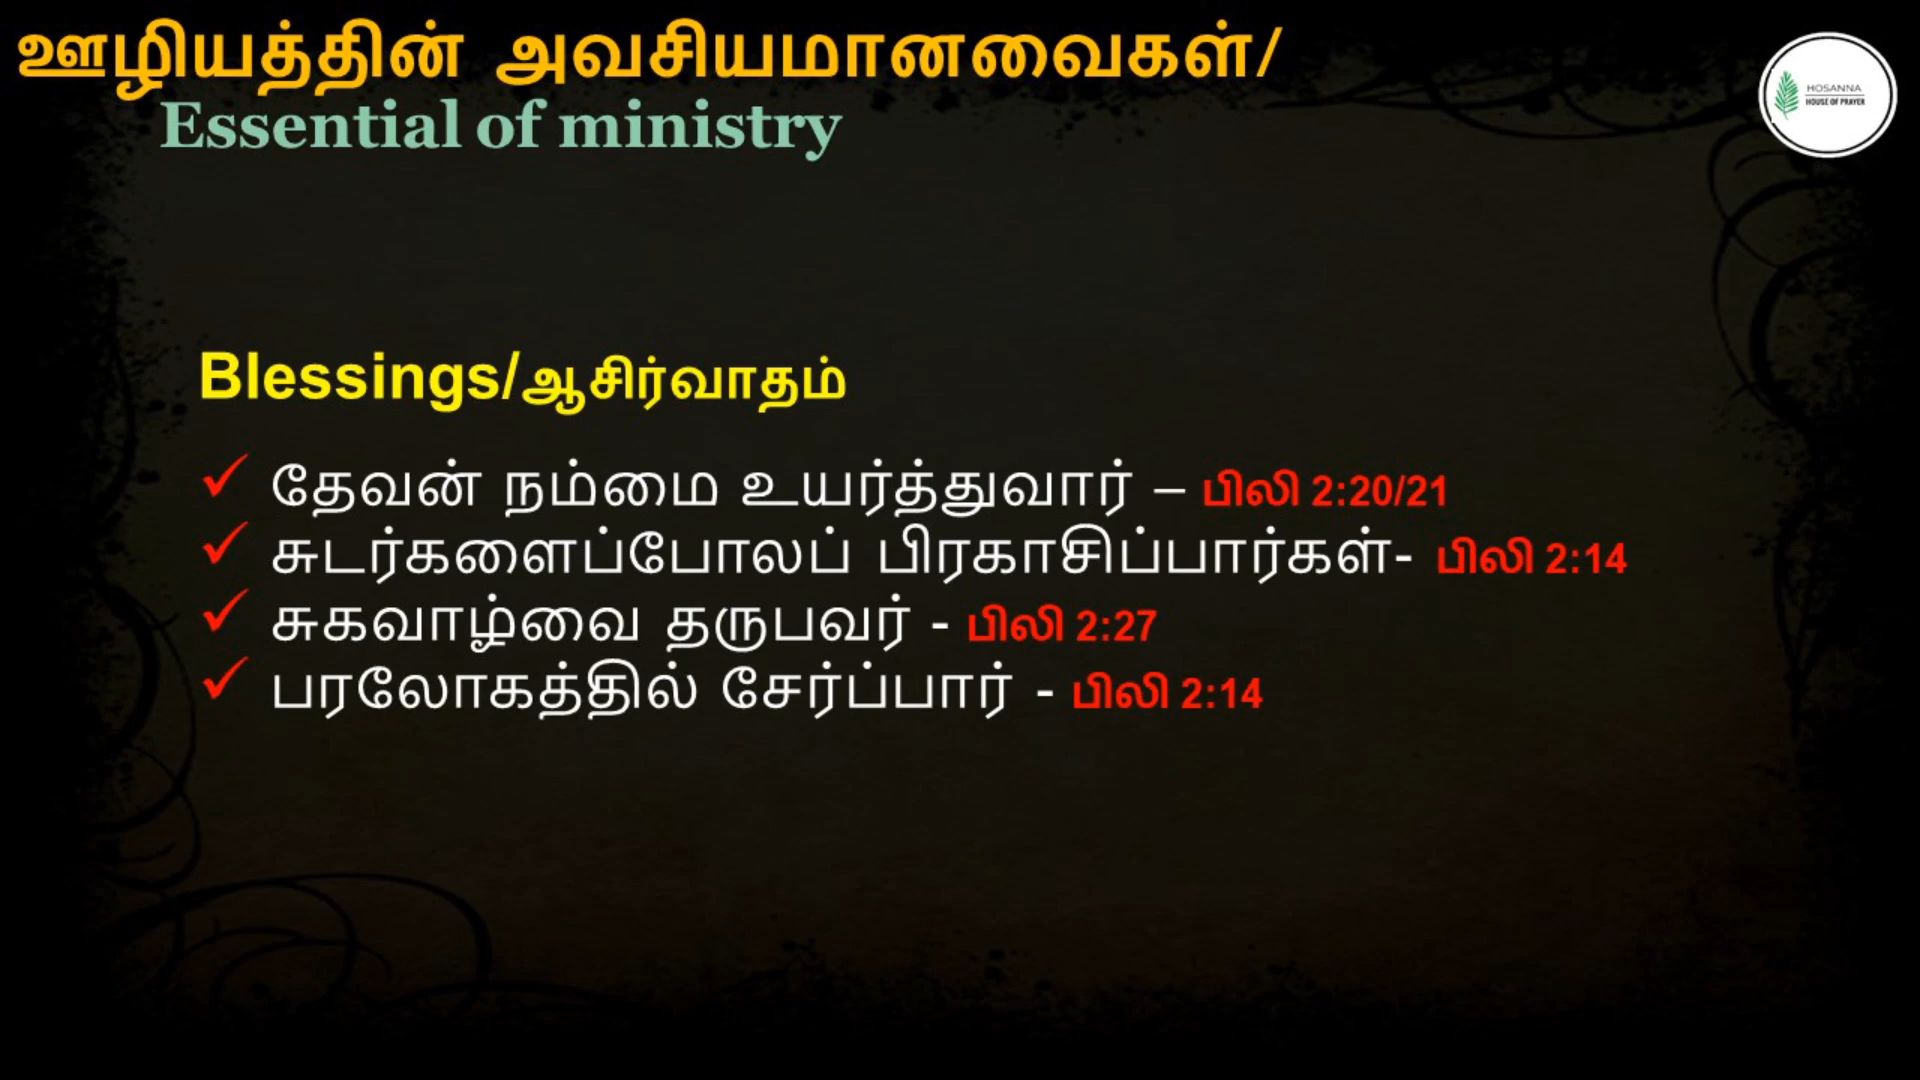 ஊழியத்தின் அவசியமானவைகள்/
Essential of ministry
HOSANNA
HOUSE OF PRAYER
Blessings/ஆசிர்வாதம்
✓ தேவன் நம்மை உயர்த்துவார் – பிலி 2:20/21
✓ சுடர்களைப்போலப் பிரகாசிப்பார்கள்- பிலி 2:14
✓ சுகவாழ்வை தருபவர் - பிலி 2:27
✓ பரலோகத்தில் சேர்ப்பார் - பிலி 2:14